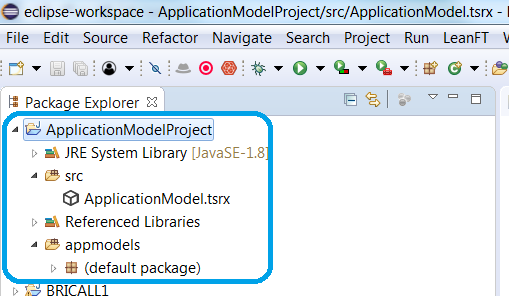 eclipse-workspace - ApplicationModelProject/src/ApplicationModel.tsrx -
File Edit Source Refactor Navigate Search Project Run LeanFT Wi
Package Explorer
ApplicationModelProject
JRE System Library [JavaSE-1.8]
src
ApplicationModel.tsrx
Referenced Libraries
appmodels
(default package)
BRICALL1